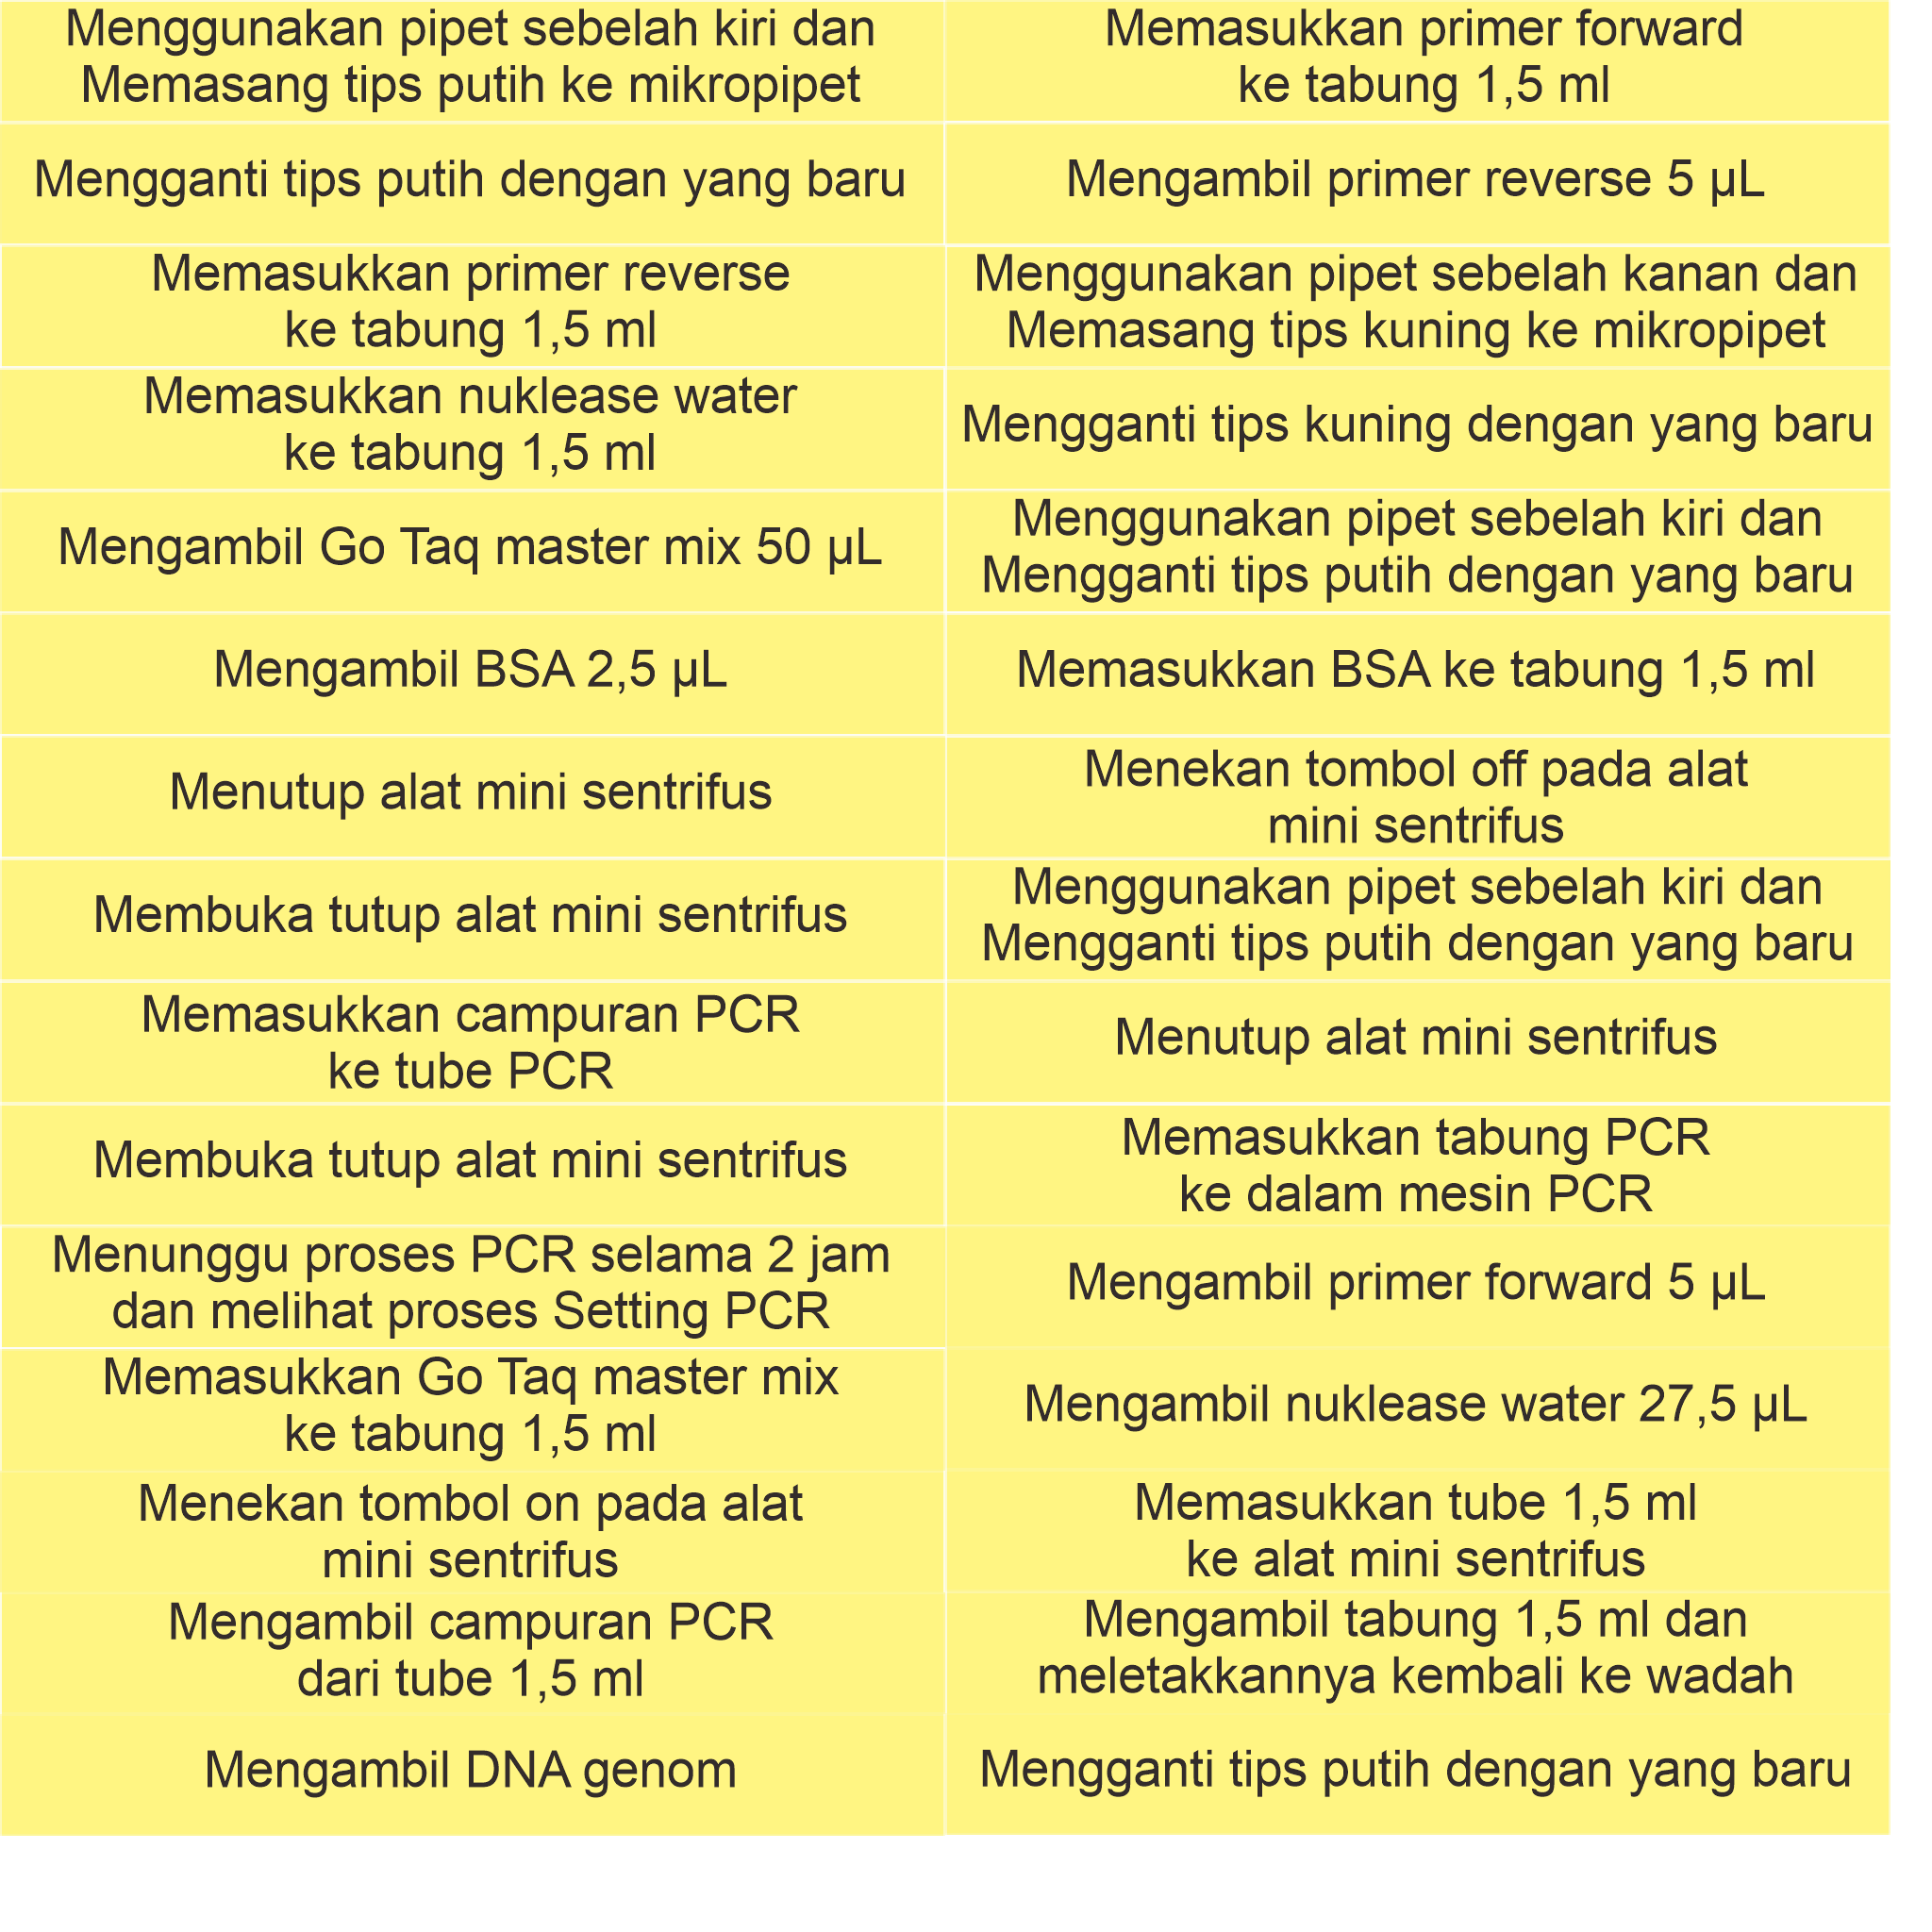 Menggunakan pipet sebelah kiri dan
Memasang tips putih ke mikropipet
Memasukkan primer forward
ke tabung 1,5 ml
Mengganti tips putih dengan yang baru
Mengambil primer reverse 5 µL
Memasukkan primer reverse
ke tabung 1,5 ml
Menggunakan pipet sebelah kanan dan
Memasang tips kuning ke mikropipet
Memasukkan nuklease water
ke tabung 1,5 ml
Mengganti tips kuning dengan yang baru
Mengambil Go Taq master mix 50 µL
Menggunakan pipet sebelah kiri dan
Mengganti tips putih dengan yang baru
Mengambil BSA 2,5 µL
Memasukkan BSA ke tabung 1,5 ml
Menutup alat mini sentrifus
Menekan tombol off pada alat
mini sentrifus
Membuka tutup alat mini sentrifus
Menggunakan pipet sebelah kiri dan
Mengganti tips putih dengan yang baru
Memasukkan campuran PCR
ke tube PCR
Menutup alat mini sentrifus
Membuka tutup alat mini sentrifus
Memasukkan tabung PCR
ke dalam mesin PCR
Menunggu proses PCR selama 2 jam
dan melihat proses Setting PCR
Mengambil primer forward 5 µL
Memasukkan Go Taq master mix
ke tabung 1,5 ml
Mengambil nuklease water 27,5 µL
Menekan tombol on pada alat
mini sentrifus
Memasukkan tube 1,5 ml
ke alat mini sentrifus
Mengambil campuran PCR
dari tube 1,5 ml
Mengambil tabung 1,5 ml dan
meletakkannya kembali ke wadah
Mengambil DNA genom
Mengganti tips putih dengan yang baru